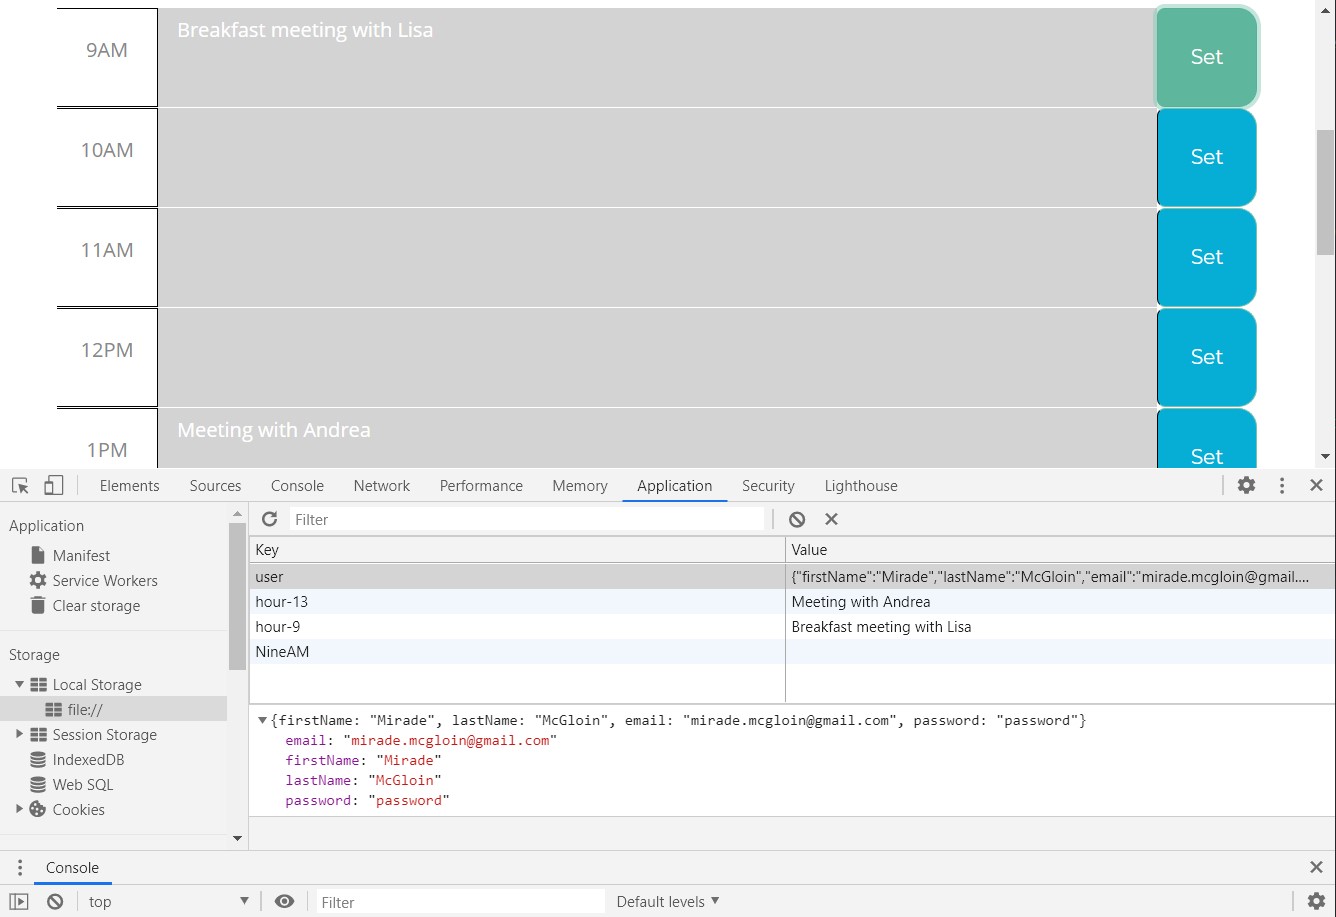 9AM Breakfast meeting with Lisa Set
10AM Set
11AM Set
12PM Set
1PM Meeting with Andrea Set
Elements Sources Console Network Performance Memory Application Security Lighthouse
Application
Manifest
Service Workers
Clear storage
Storage
Local Storage
file://
Session Storage
IndexedDB
Web SQL
Cookies
Filter
Key Value
user {"firstName":"Mirade","lastName":"McGloin","email":"mirade.mcgloin@gmail....
hour-13 Meeting with Andrea
hour-9 Breakfast meeting with Lisa
NineAM
{firstName: "Mirade", lastName: "McGloin", email: "mirade.mcgloin@gmail.com", password: "password"}
email: "mirade.mcgloin@gmail.com"
firstName: "Mirade"
lastName: "McGloin"
password: "password"
Console
top Filter Default levels